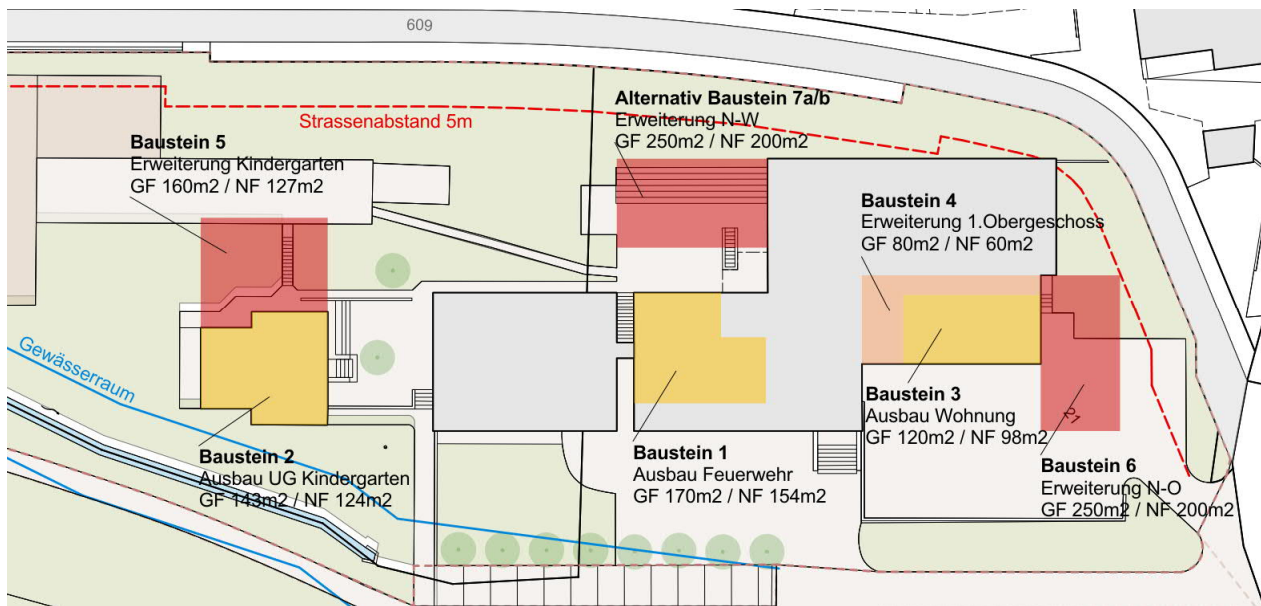 609
Strassenabstand 5m
Alternativ Baustein 7a/b
Erweiterung N-W
GF 250m2 / NF 200m2
Baustein 5
Erweiterung Kindergarten
GF 160m2 / NF 127m2
Baustein 4
Erweiterung 1.Obergeschoss
GF 80m2 / NF 60m2
Gewässerraum
Baustein 3
Ausbau Wohnung
GF 120m2 / NF 98m2
21
Baustein 2
Ausbau UG Kindergarten
GF 143m2 / NF 124m2
Baustein 1
Ausbau Feuerwehr
GF 170m2 / NF 154m2
Baustein 6
Erweiterung N-O
GF 250m2 / NF 200m2